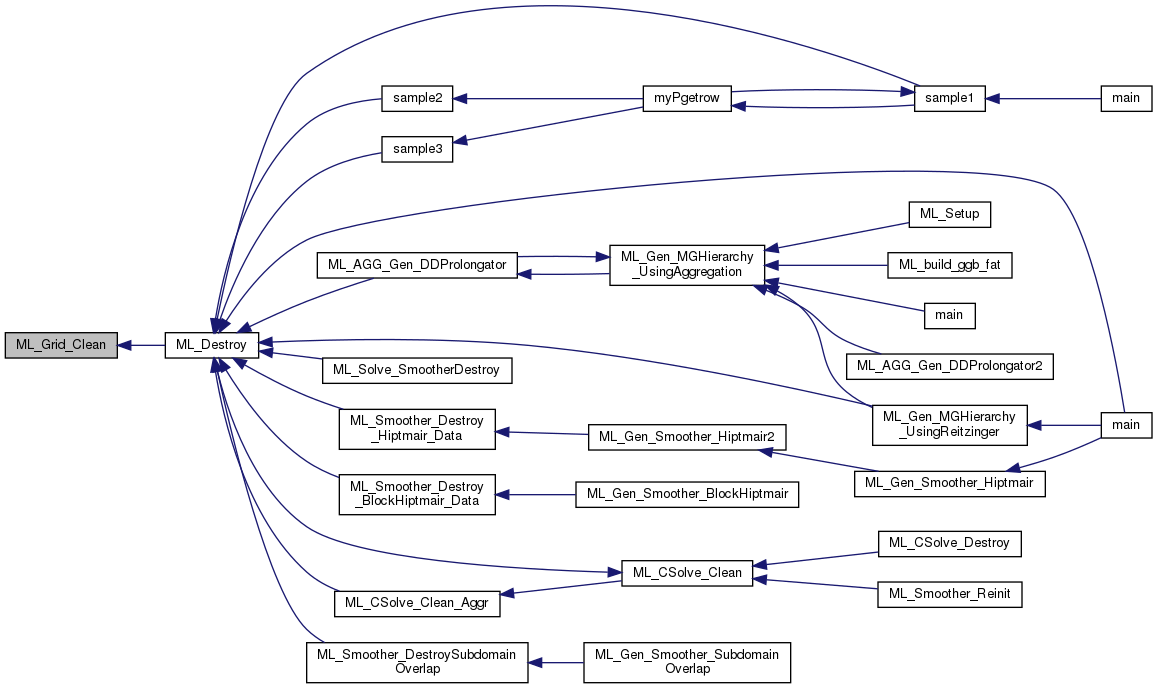 sample2
myPgetrow
sample1
main
sample3
ML_Setup
ML_AGG_Gen_DDProlongator
ML_Gen_MGHierarchy
_UsingAggregation
ML_build_ggb_fat
main
ML_Grid_Clean
ML_Destroy
ML_Solve_SmootherDestroy
ML_AGG_Gen_DDProlongator2
ML_Smoother_Destroy
_Hiptmair_Data
ML_Gen_Smoother_Hiptmair2
ML_Gen_MGHierarchy
_UsingReitzinger
main
ML_Gen_Smoother_Hiptmair
ML_Smoother_Destroy
_BlockHiptmair_Data
ML_Gen_Smoother_BlockHiptmair
ML_CSolve_Destroy
ML_CSolve_Clean
ML_CSolve_Clean_Aggr
ML_Smoother_Reinit
ML_Smoother_DestroySubdomain
Overlap
ML_Gen_Smoother_Subdomain
Overlap